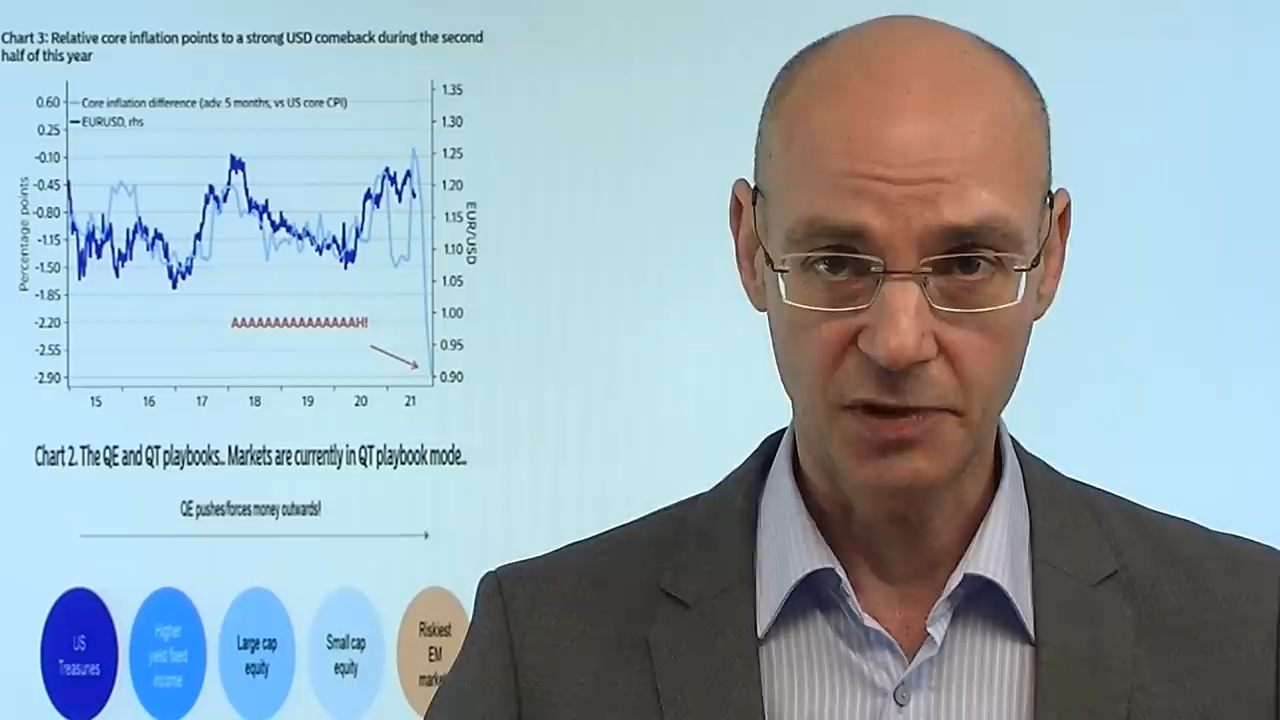 Chart 3: Relative core inflation points to a strong USD comeback during the second
half of this year
0.60
0.25
-0.10
-0.45
-0.80
-1.15
-1.50
-1.85
-2.20
-2.55
-2.90
Percentage points
Core inflation difference (adv. 5 months, vs US core CPI)
EURUSD, rhs
AAAAAAAAAAAAAAAH!
1.35
1.30
1.25
1.20
1.15
1.10
1.05
1.00
0.95
0.90
EUR/USD
15 16 17 18 19 20 21
Chart 2. The QE and QT playbooks.. Markets are currently in QT playbook mode..
QE pushes/forces money outwards!
US
Treasures
Higher
yield fixed
income
Large cap
equity
Small cap
equity
Riskiest
EM